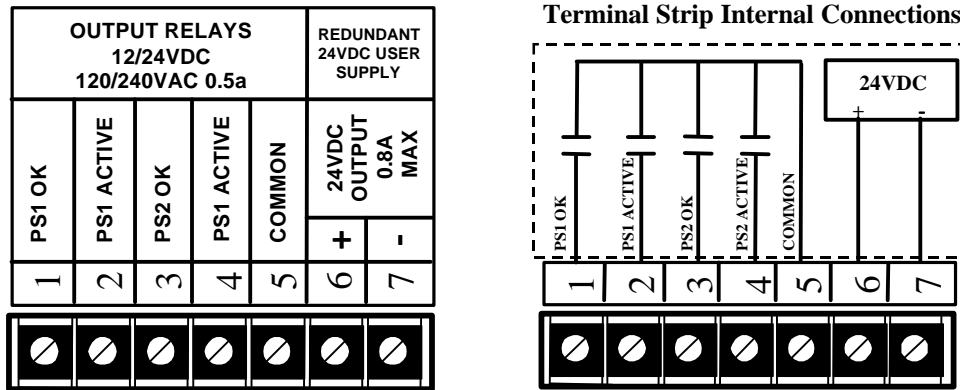 OUTPUT RELAYS
12/24VDC
120/240VAC 0.5a
REDUNDANT
24VDC USER
SUPPLY
PS1 OK
PS1 ACTIVE
PS2 OK
PS1 ACTIVE
COMMON
24VDC
OUTPUT
0.8A
MAX
+
-
1
2
3
4
5
6
7
Terminal Strip Internal Connections
24VDC
+
-
PS1 OK
PS1 ACTIVE
PS2 OK
PS2 ACTIVE
COMMON
1
2
3
4
5
6
7